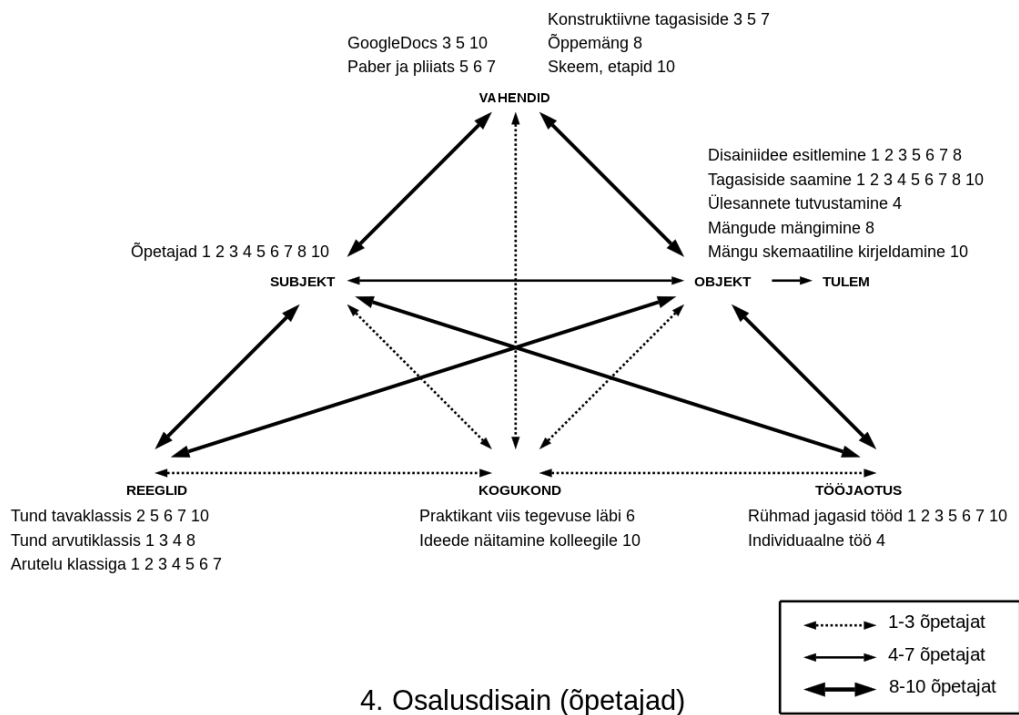 Konstruktiivne tagasiside 3 5 7
GoogleDocs 3 5 10
Õppemäng 8
Paber ja pliiats 5 6 7
Skeem, etapid 10
VAHENDID
Disainiidee esitlemine 1 2 3 5 6 7 8
Tagasiside saamine 1 2 3 4 5 6 7 8 10
Ülesannete tutvustamine 4
Mängude mängimine 8
Mängu skemaatiline kirjeldamine 10
Õpetajad 1 2 3 4 5 6 7 8 10
SUBJEKT
OBJEKT
TULEM
REEGLID
Tund tavaklassis 2 5 6 7 10
Tund arvutiklassis 1 3 4 8
Arutelu klassiga 1 2 3 4 5 6 7
KOGUKOND
Praktikant viis tegevuse läbi 6
Ideede näitamine kolleegile 10
TÖÖJAOTUS
Rühmad jagasid tööd 1 2 3 5 6 7 10
Individuaalne töö 4
1-3 õpetajat
4-7 õpetajat
8-10 õpetajat
4. Osalusdisain (õpetajad)